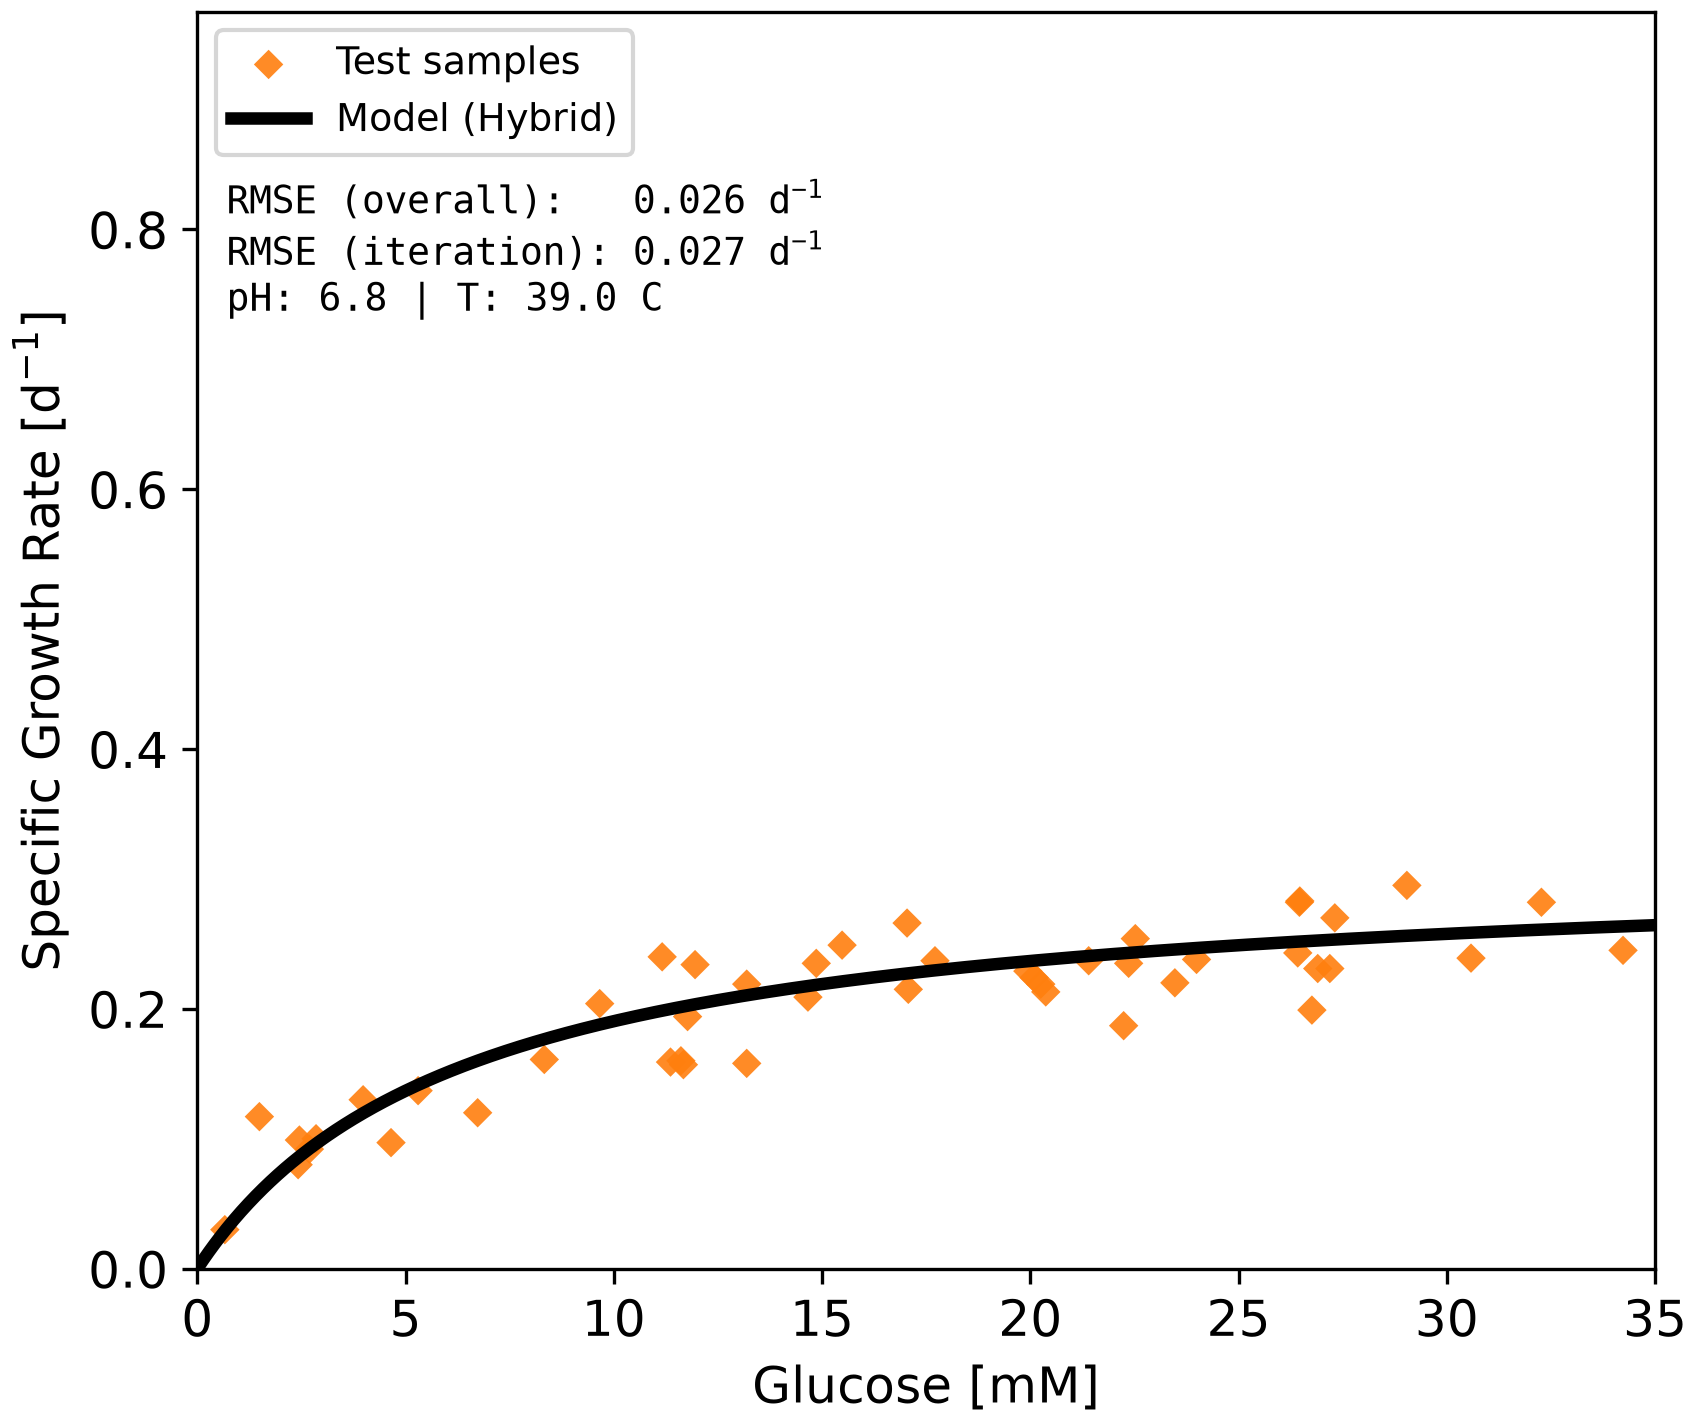 Test samples
Model (Hybrid)
RMSE (overall):   0.026 d⁻¹
RMSE (iteration): 0.027 d⁻¹
pH: 6.8 | T: 39.0 C
Specific Growth Rate [d⁻¹]
0.8
0.6
0.4
0.2
0.0
0 5 10 15 20 25 30 35
Glucose [mM]